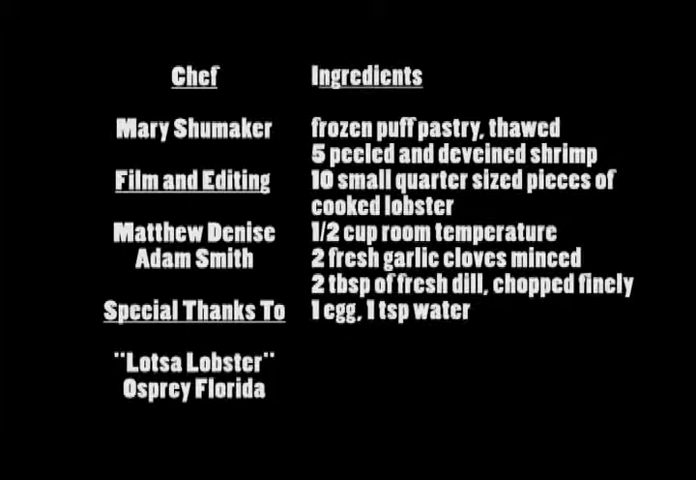 Chef
Mary Shumaker
Film and Editing
Matthew Denise
Adam Smith
Special Thanks To
"Lotsa Lobster"
Osprey Florida
Ingredients
frozen puff pastry, thawed
5 peeled and deveined shrimp
10 small quarter sized pieces of
cooked lobster
1/2 cup room temperature
2 fresh garlic cloves minced
2 tbsp of fresh dill, chopped finely
1 egg, 1 tsp water